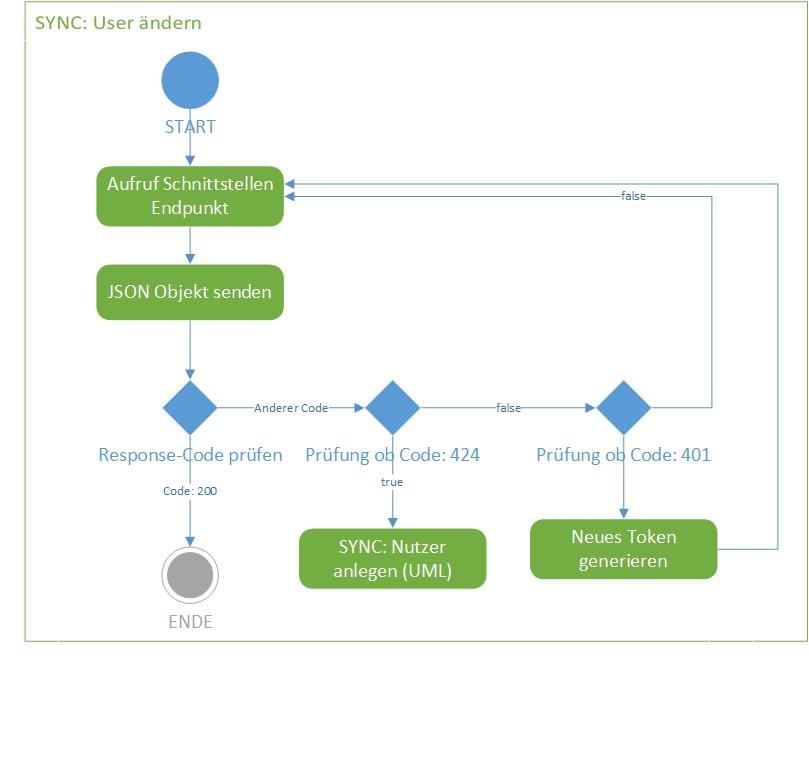 SYNC: User ändern
START
Aufruf Schnittstellen
Endpunkt
false
JSON Objekt senden
Anderer Code
false
Response-Code prüfen
Prüfung ob Code: 424
Prüfung ob Code: 401
Code: 200
true
SYNC: Nutzer
anlegen (UML)
Neues Token
generieren
ENDE